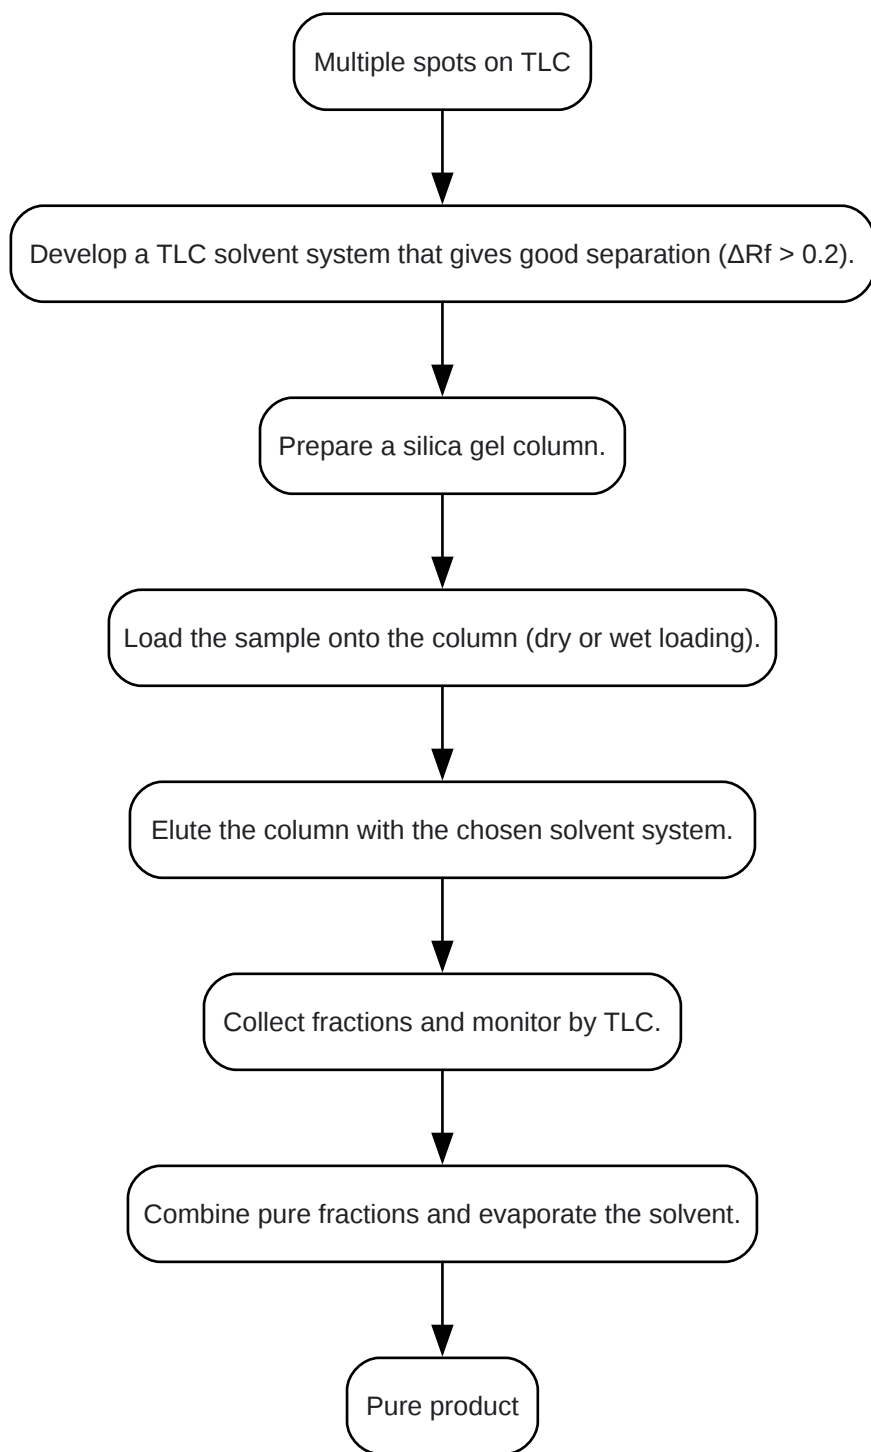 Multiple spots on TLC
Develop a TLC solvent system that gives good separation (ΔRf > 0.2).
Prepare a silica gel column.
Load the sample onto the column (dry or wet loading).
Elute the column with the chosen solvent system.
Collect fractions and monitor by TLC.
Combine pure fractions and evaporate the solvent.
Pure product